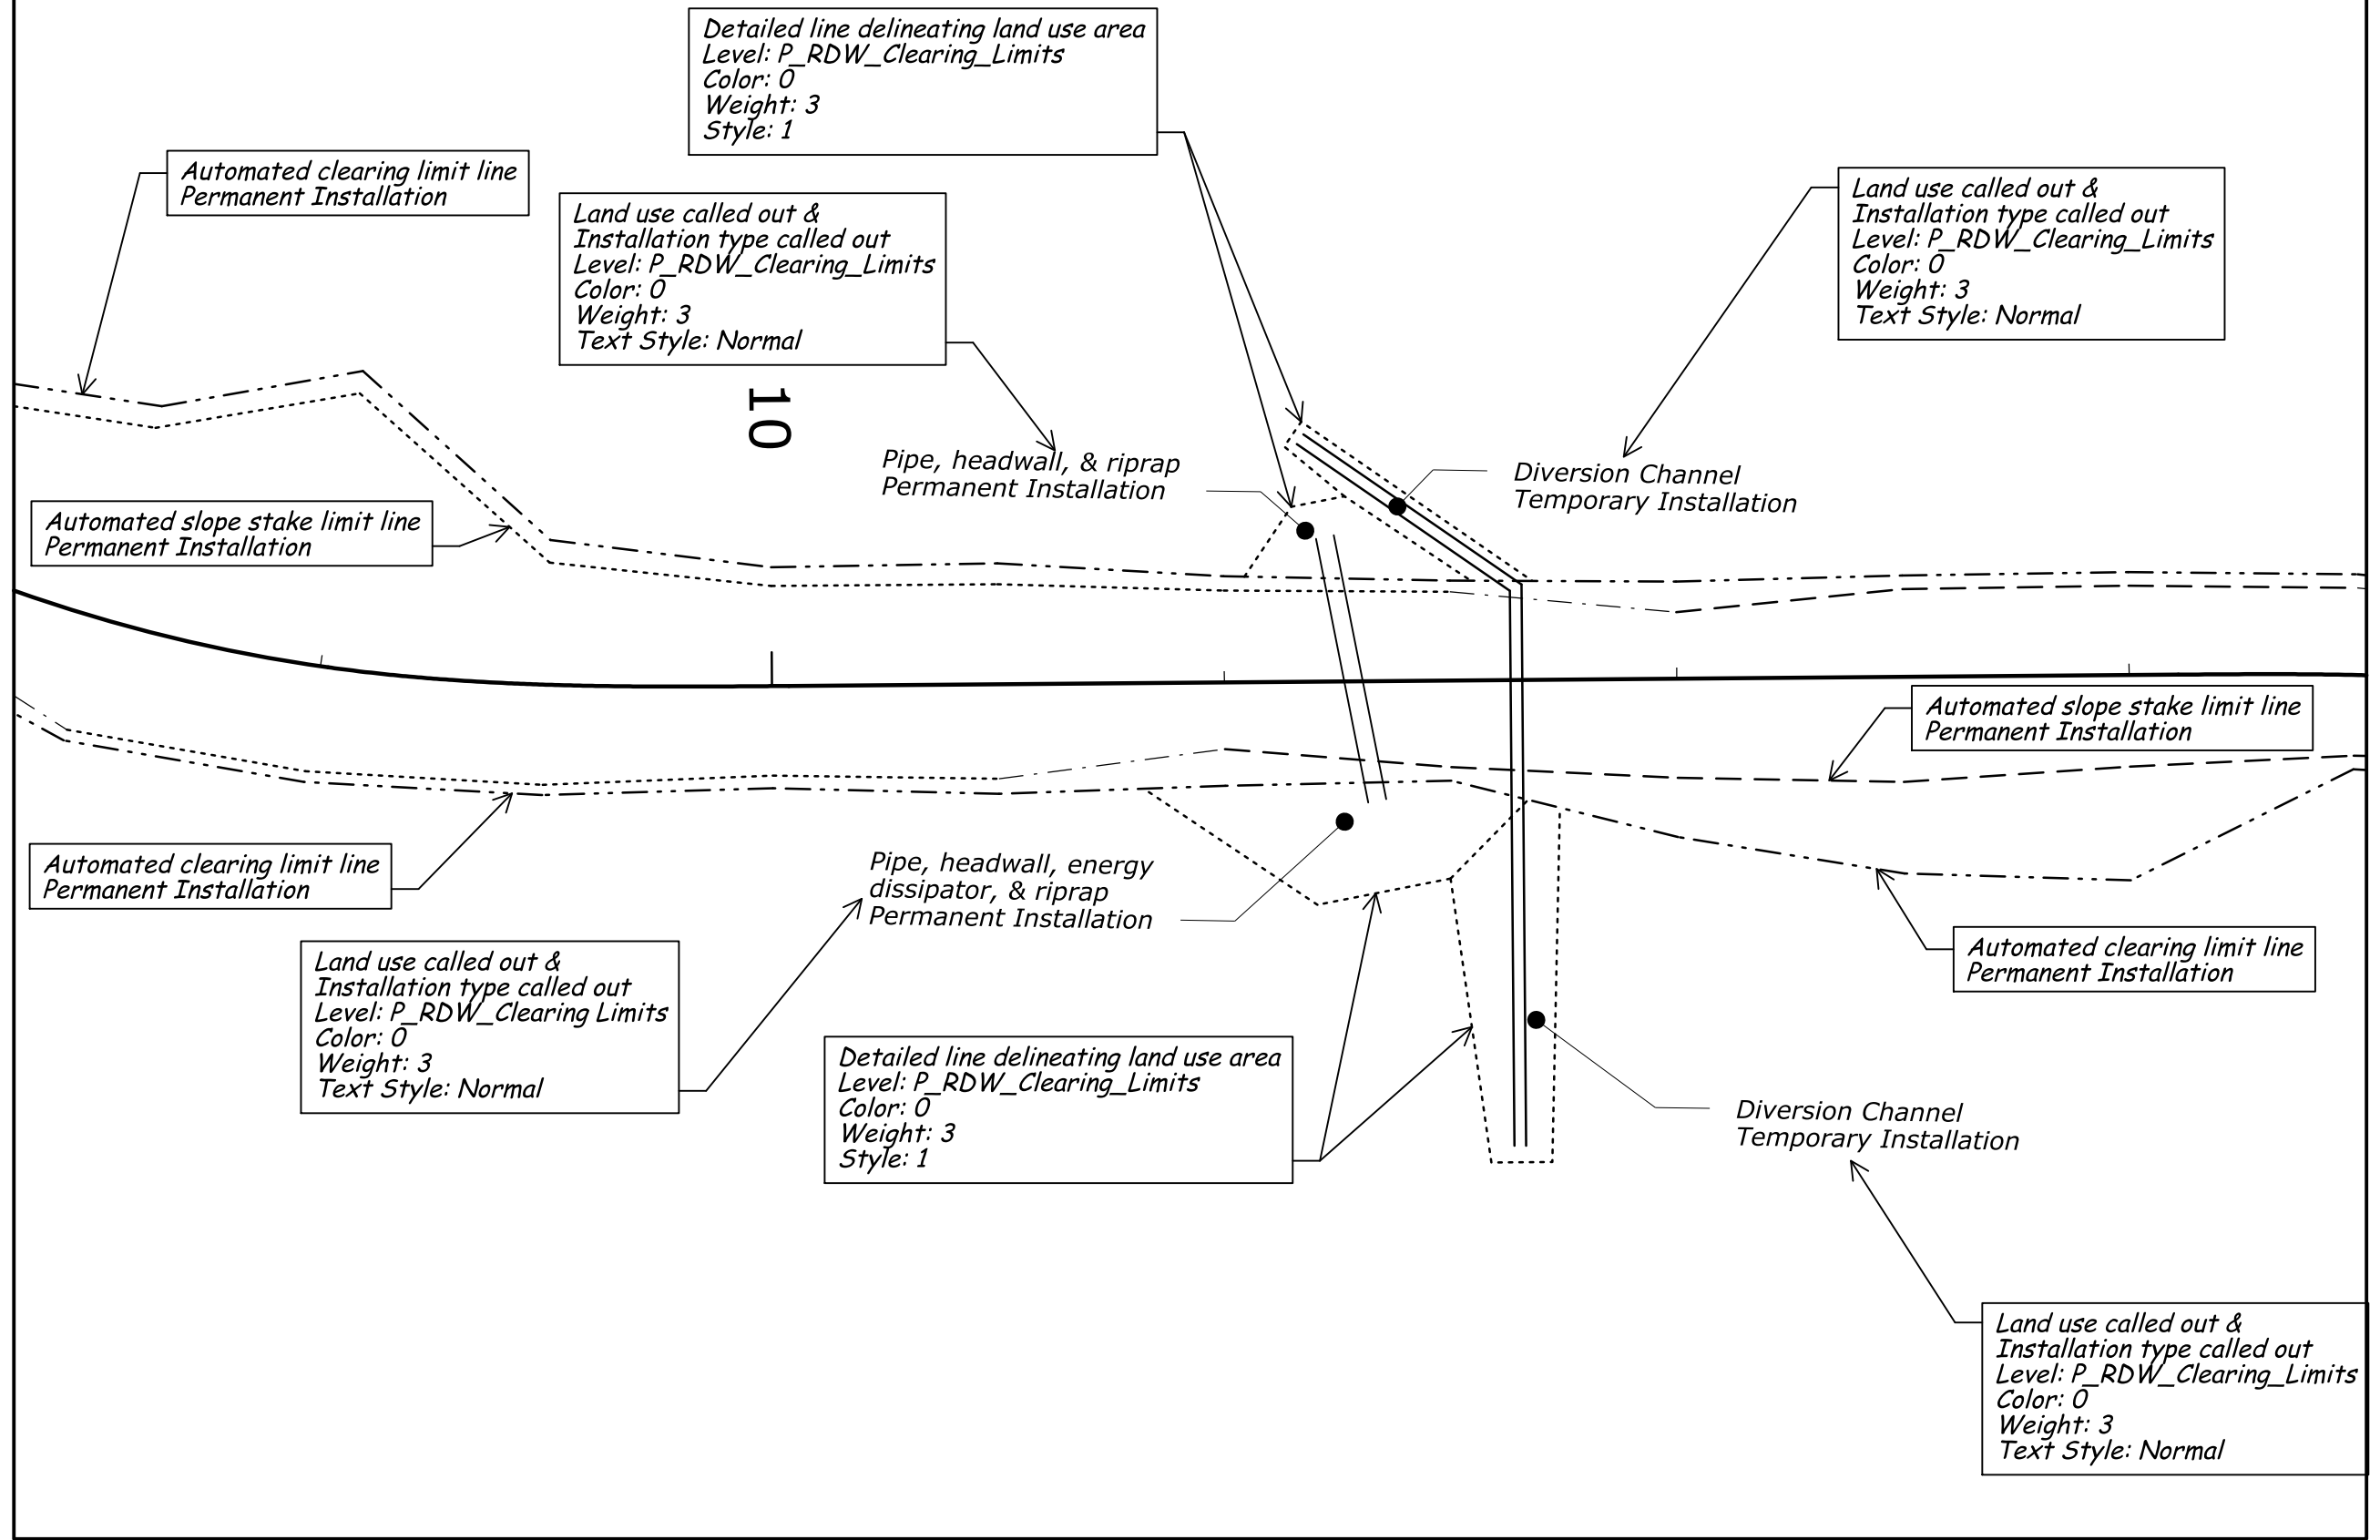 Detailed line delineating land use area
Level: P_RDW_Clearing_Limits
Color: 0
Weight: 3
Style: 1
Automated clearing limit line
Permanent Installation
Land use called out &
Installation type called out
Level: P_RDW_Clearing_Limits
Color: 0
Weight: 3
Text Style: Normal
Land use called out &
Installation type called out
Level: P_RDW_Clearing_Limits
Color: 0
Weight: 3
Text Style: Normal
10
Pipe, headwall, & riprap
Permanent Installation
Diversion Channel
Temporary Installation
Automated slope stake limit line
Permanent Installation
Automated slope stake limit line
Permanent Installation
Automated clearing limit line
Permanent Installation
Pipe, headwall, energy
dissipator, & riprap
Permanent Installation
Automated clearing limit line
Permanent Installation
Land use called out &
Installation type called out
Level: P_RDW_Clearing Limits
Color: 0
Weight: 3
Text Style: Normal
Detailed line delineating land use area
Level: P_RDW_Clearing_Limits
Color: 0
Weight: 3
Style: 1
Diversion Channel
Temporary Installation
Land use called out &
Installation type called out
Level: P_RDW_Clearing_Limits
Color: 0
Weight: 3
Text Style: Normal